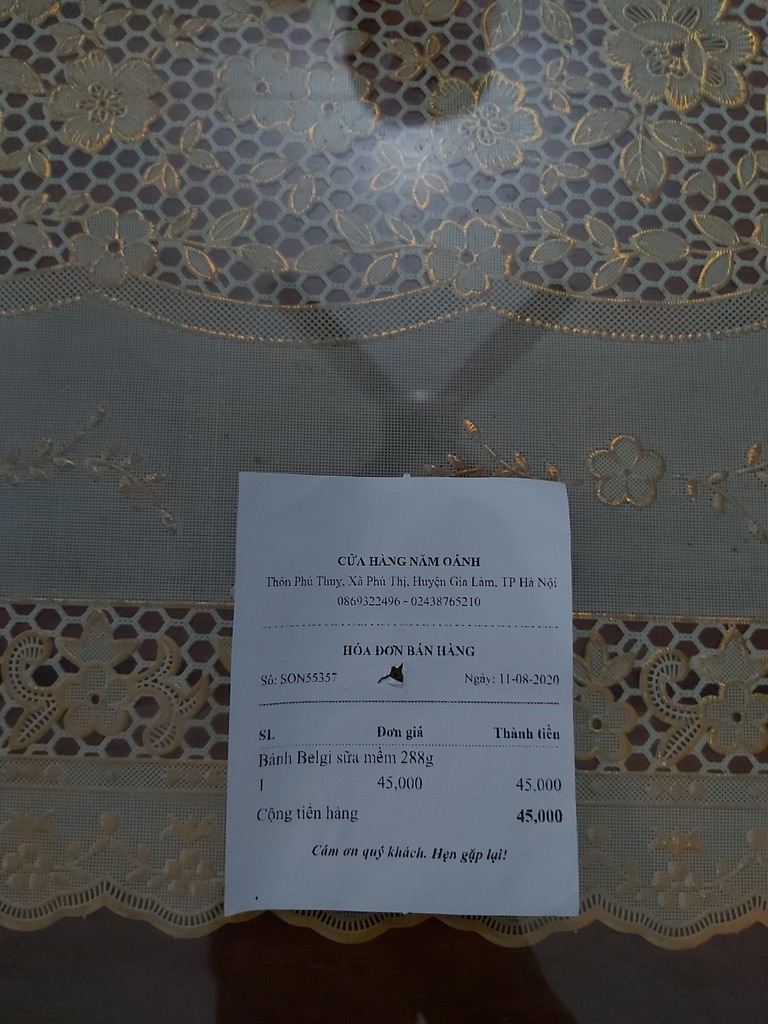 CỬA HÀNG NĂM OÁNH
Thôn Phú Thuỵ, Xã Phú Thị, Huyện Gia Lâm, TP Hà Nội
0869322496 - 02438765210
HÓA ĐƠN BÁN HÀNG
Số: SON55357 Ngày: 11-08-2020
SL Đơn giá Thành tiền
Bánh Belgi sữa mềm 288g
1 45,000 45,000
Cộng tiền hàng 45,000
Cám ơn quý khách. Hẹn gặp lại!